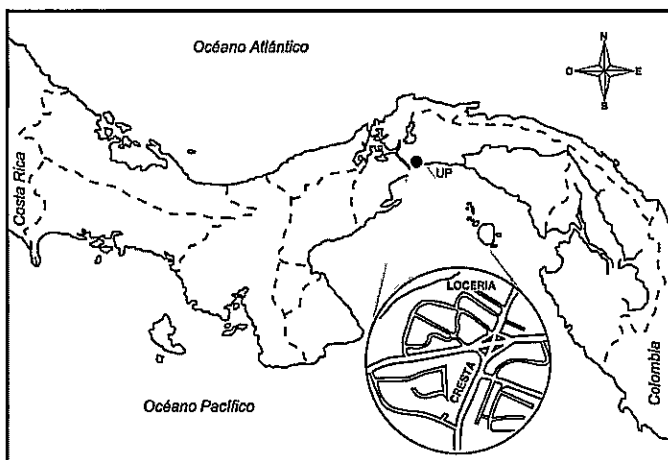 Océano Atlántico
N
O
E
S
Costa Rica
UP
LOCERIA
CRESTA
Colombia
Océano Pacífico